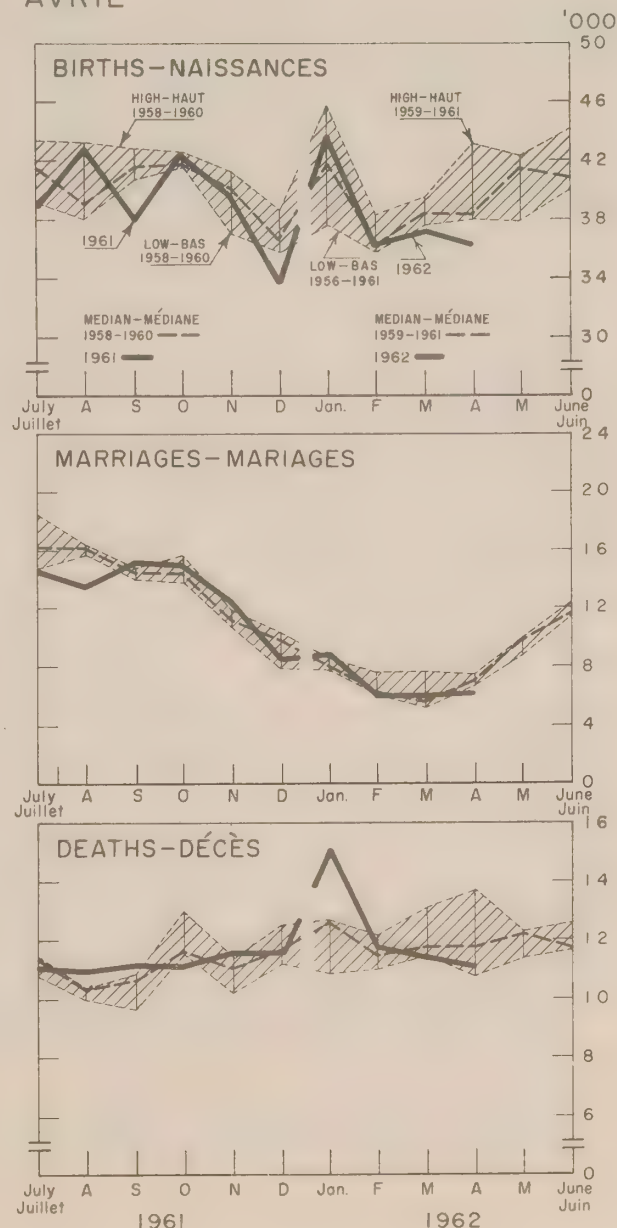 AVRIL
'000
50
BIRTHS-NAISSANCES
HIGH-HAUT
1958-1960
HIGH-HAUT
1959-1961
46
42
38
34
30
0
1961
LOW-BAS
1958-1960
LOW-BAS
1956-1961
1962
MEDIAN-MÉDIANE
1958-1960
1961
MEDIAN-MÉDIANE
1959-1961
1962
July A S O N D Jan. F M A M June
Juillet Juin
24
MARRIAGES-MARIAGES
20
16
12
8
4
0
July A S O N D Jan. F M A M June
Juillet Juin
16
DEATHS-DÉCÈS
14
12
10
8
6
0
July A S O N D Jan. F M A M June
Juillet Juin
1961 1962